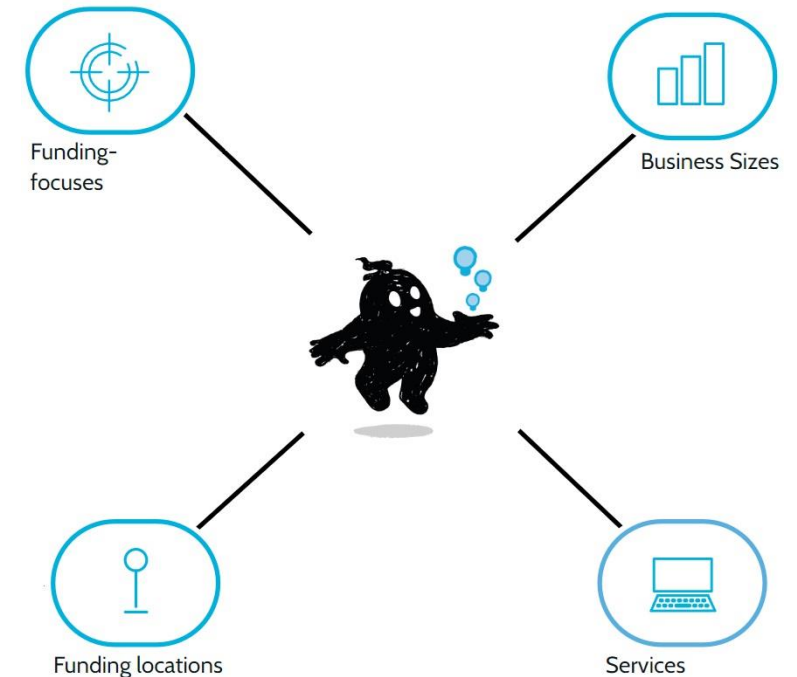 Funding-
focuses
Business Sizes
Funding locations
Services